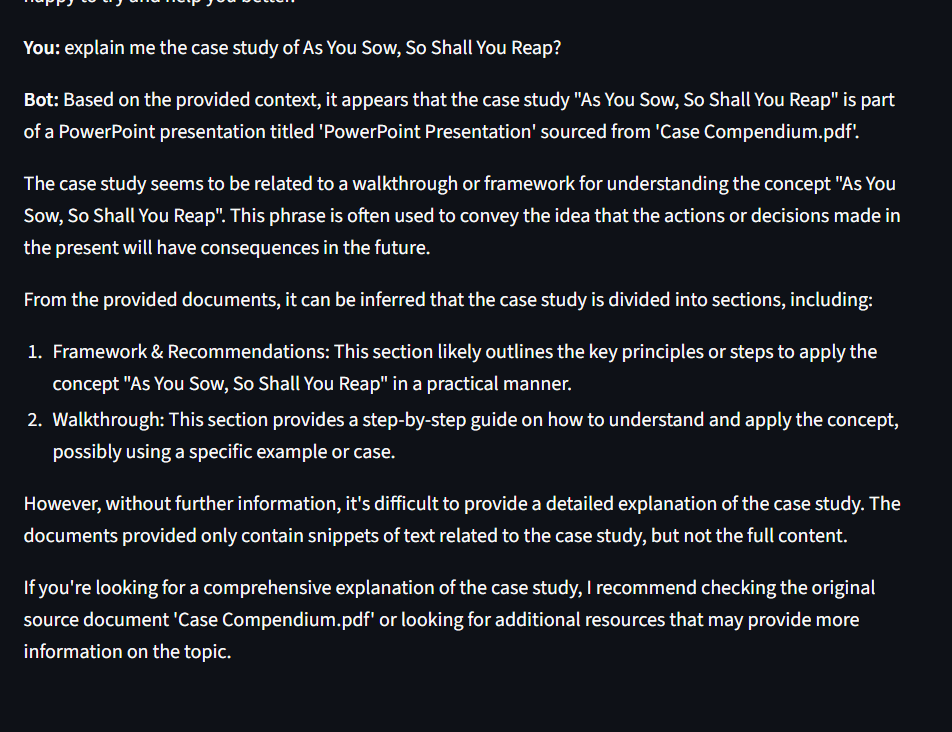 happy to try and help you better.
You: explain me the case study of As You Sow, So Shall You Reap?
Bot: Based on the provided context, it appears that the case study "As You Sow, So Shall You Reap" is part
of a PowerPoint presentation titled 'PowerPoint Presentation' sourced from 'Case Compendium.pdf'.
The case study seems to be related to a walkthrough or framework for understanding the concept "As You
Sow, So Shall You Reap". This phrase is often used to convey the idea that the actions or decisions made in
the present will have consequences in the future.
From the provided documents, it can be inferred that the case study is divided into sections, including:
1. Framework & Recommendations: This section likely outlines the key principles or steps to apply the
concept "As You Sow, So Shall You Reap" in a practical manner.
2. Walkthrough: This section provides a step-by-step guide on how to understand and apply the concept,
possibly using a specific example or case.
However, without further information, it's difficult to provide a detailed explanation of the case study. The
documents provided only contain snippets of text related to the case study, but not the full content.
If you're looking for a comprehensive explanation of the case study, I recommend checking the original
source document 'Case Compendium.pdf' or looking for additional resources that may provide more
information on the topic.